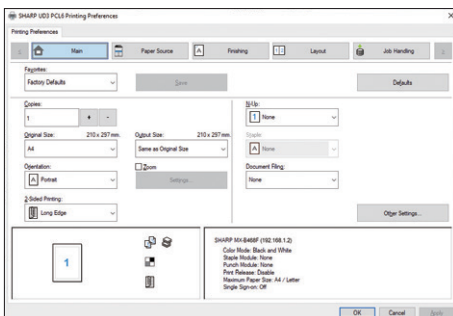 SHARP UD3 PCL6 Printing Preferences
Printing Preferences
Main
Paper Source
Finishing
Layout
Job Handling
Favorites:
Factory Defaults
Save
Defaults
Copies:
1
+ -
N-Up:
1 None
Original Size: 210 x 297 mm.
A4
Output Size: 210 x 297 mm.
Same as Original Size
Staple:
A None
Orientation:
A Portrait
Zoom
Settings...
Document Filing:
None
2-Sided Printing:
Long Edge
Other Settings...
1
SHARP MX-B468F (192.168.1.2)
Color Mode: Black and White
Staple Module: None
Punch Module: None
Print Release: Disable
Maximum Paper Size: A4 / Letter
Single Sign-on: Off
OK
Cancel
Apply